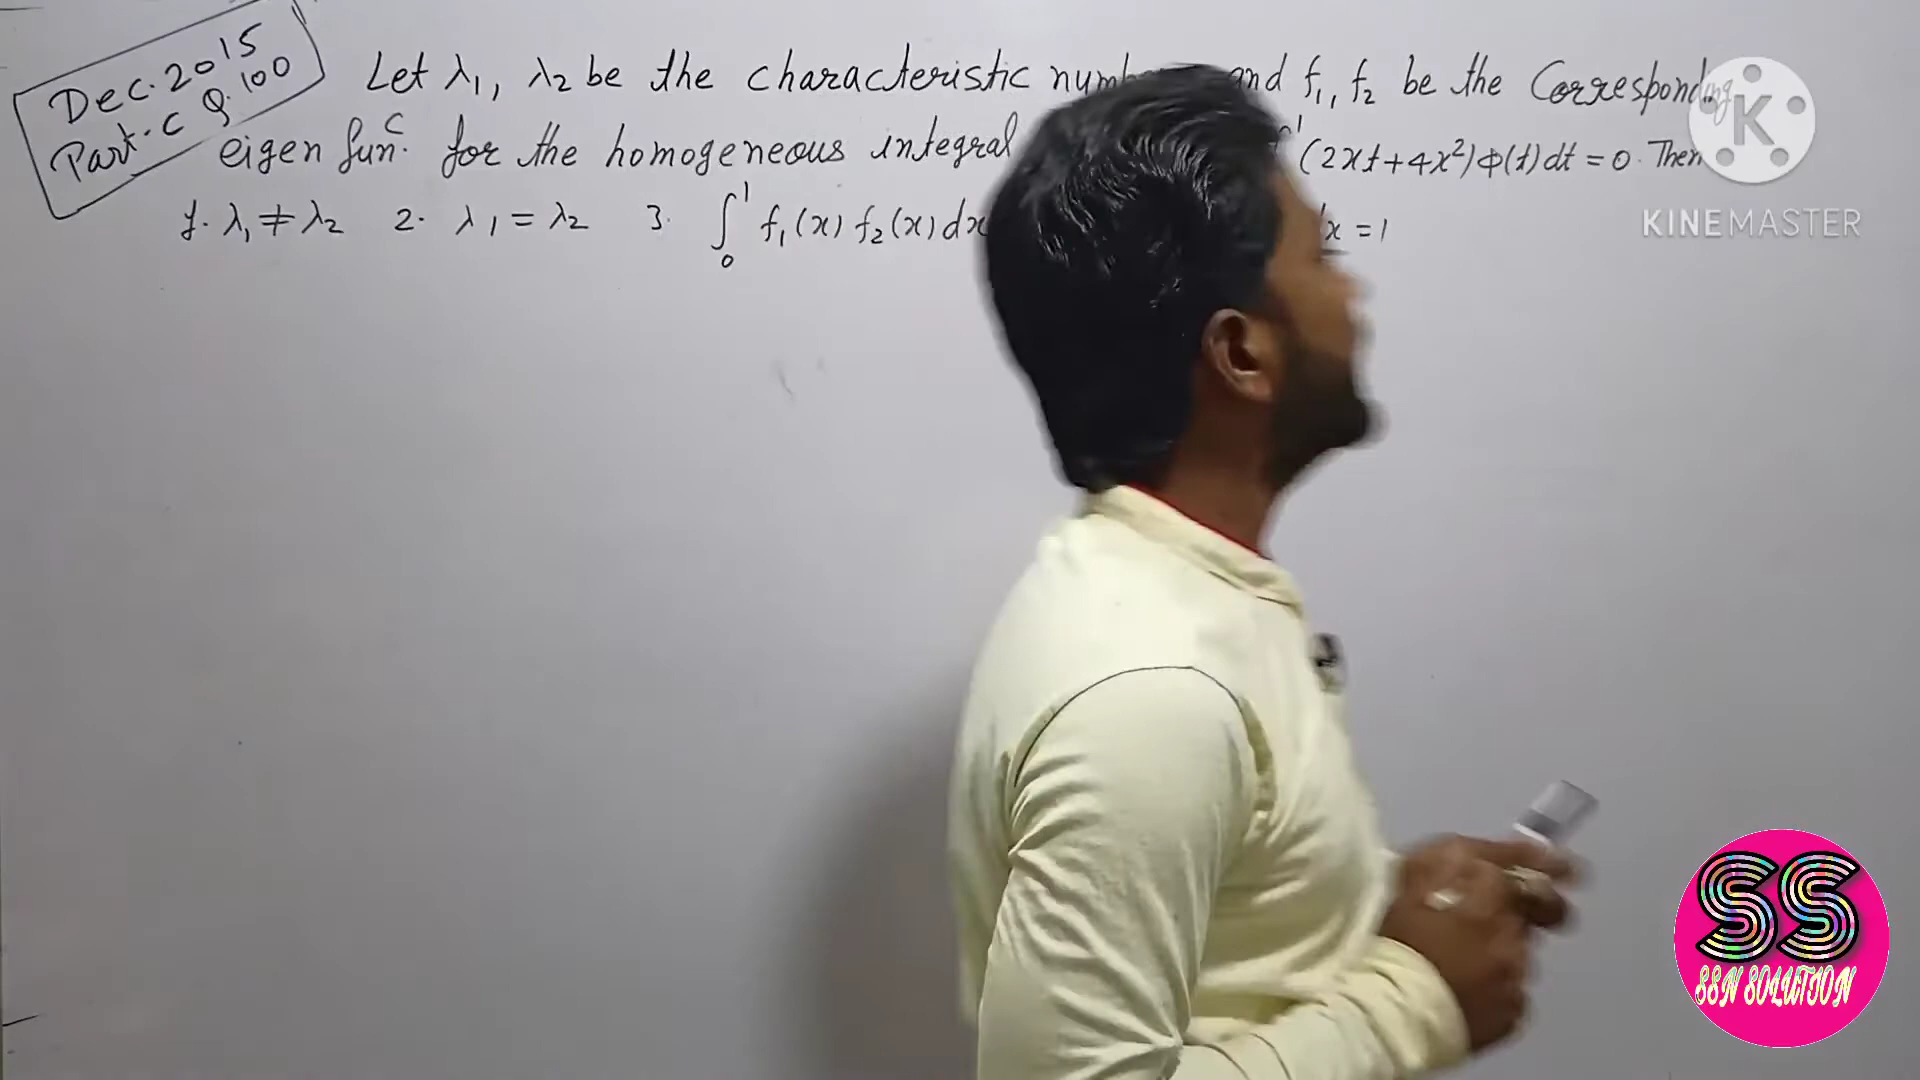 Dec. 2015
Part. C Q. 100
Let λ1, λ2 be the characteristic and f1, f2 be the Corresponding
eigen funC. for the homogeneous integral (2xt+4x²)ϕ(t)dt = 0. Then
1. λ1 ≠ λ2 2. λ1 = λ2 3. ∫₀¹ f1(x) f2(x) dx x = 1
KINEMASTER
SS
SSN SOLUTION